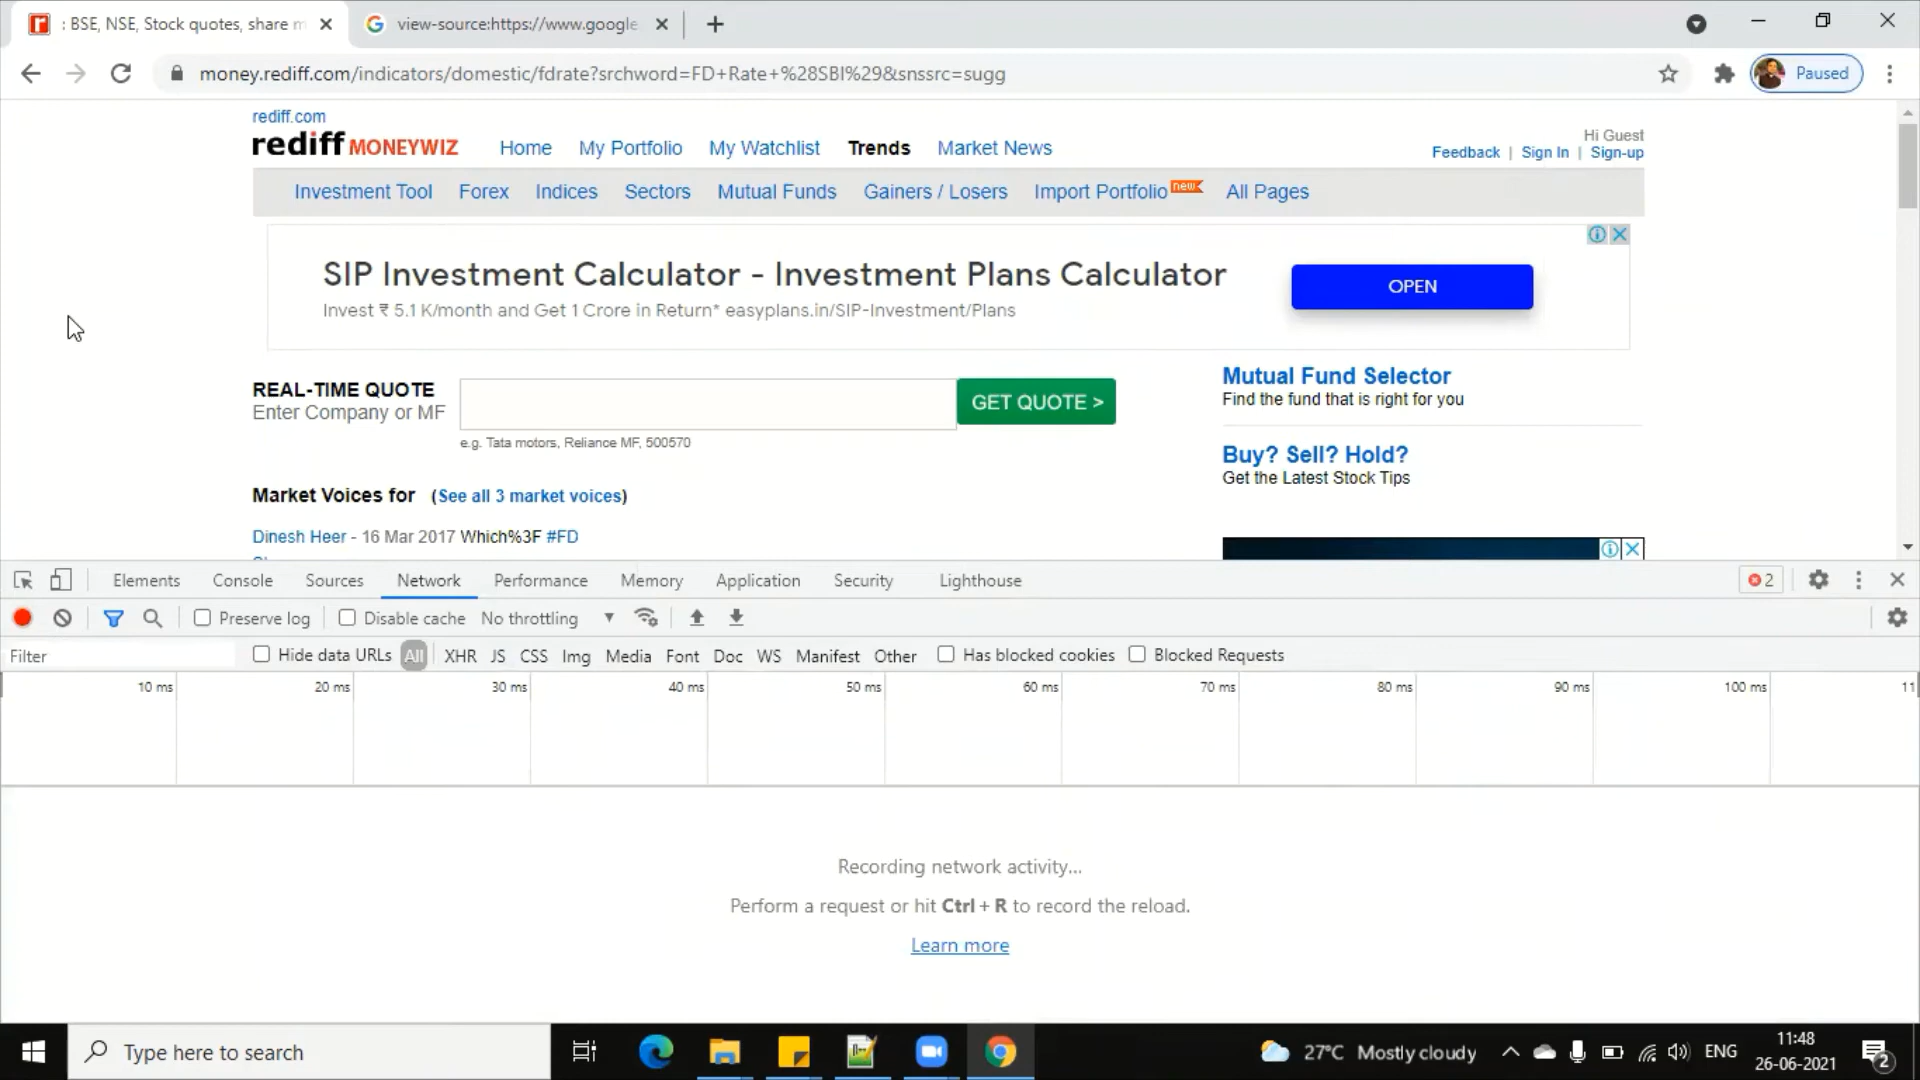 : BSE, NSE, Stock quotes, share m
view-source:https://www.google
money.rediff.com/indicators/domestic/fdrate?srchword=FD+Rate+%28SBI%29&snssrc=sugg
Paused
rediff.com
rediff MONEYWIZ
Home My Portfolio My Watchlist Trends Market News
Hi Guest
Feedback | Sign In | Sign-up
Investment Tool Forex Indices Sectors Mutual Funds Gainers / Losers Import Portfolio new All Pages
SIP Investment Calculator - Investment Plans Calculator
Invest ₹ 5.1 K/month and Get 1 Crore in Return* easyplans.in/SIP-Investment/Plans
OPEN
REAL-TIME QUOTE
Enter Company or MF
GET QUOTE >
e.g. Tata motors, Reliance MF, 500570
Mutual Fund Selector
Find the fund that is right for you
Buy? Sell? Hold?
Get the Latest Stock Tips
Market Voices for (See all 3 market voices)
Dinesh Heer - 16 Mar 2017 Which%3F #FD
Elements Console Sources Network Performance Memory Application Security Lighthouse
2
Preserve log Disable cache No throttling
Filter
Hide data URLs All XHR JS CSS Img Media Font Doc WS Manifest Other Has blocked cookies Blocked Requests
10 ms 20 ms 30 ms 40 ms 50 ms 60 ms 70 ms 80 ms 90 ms 100 ms 11
Recording network activity...
Perform a request or hit Ctrl + R to record the reload.
Learn more
Type here to search
27°C Mostly cloudy
ENG
11:48
26-06-2021
2